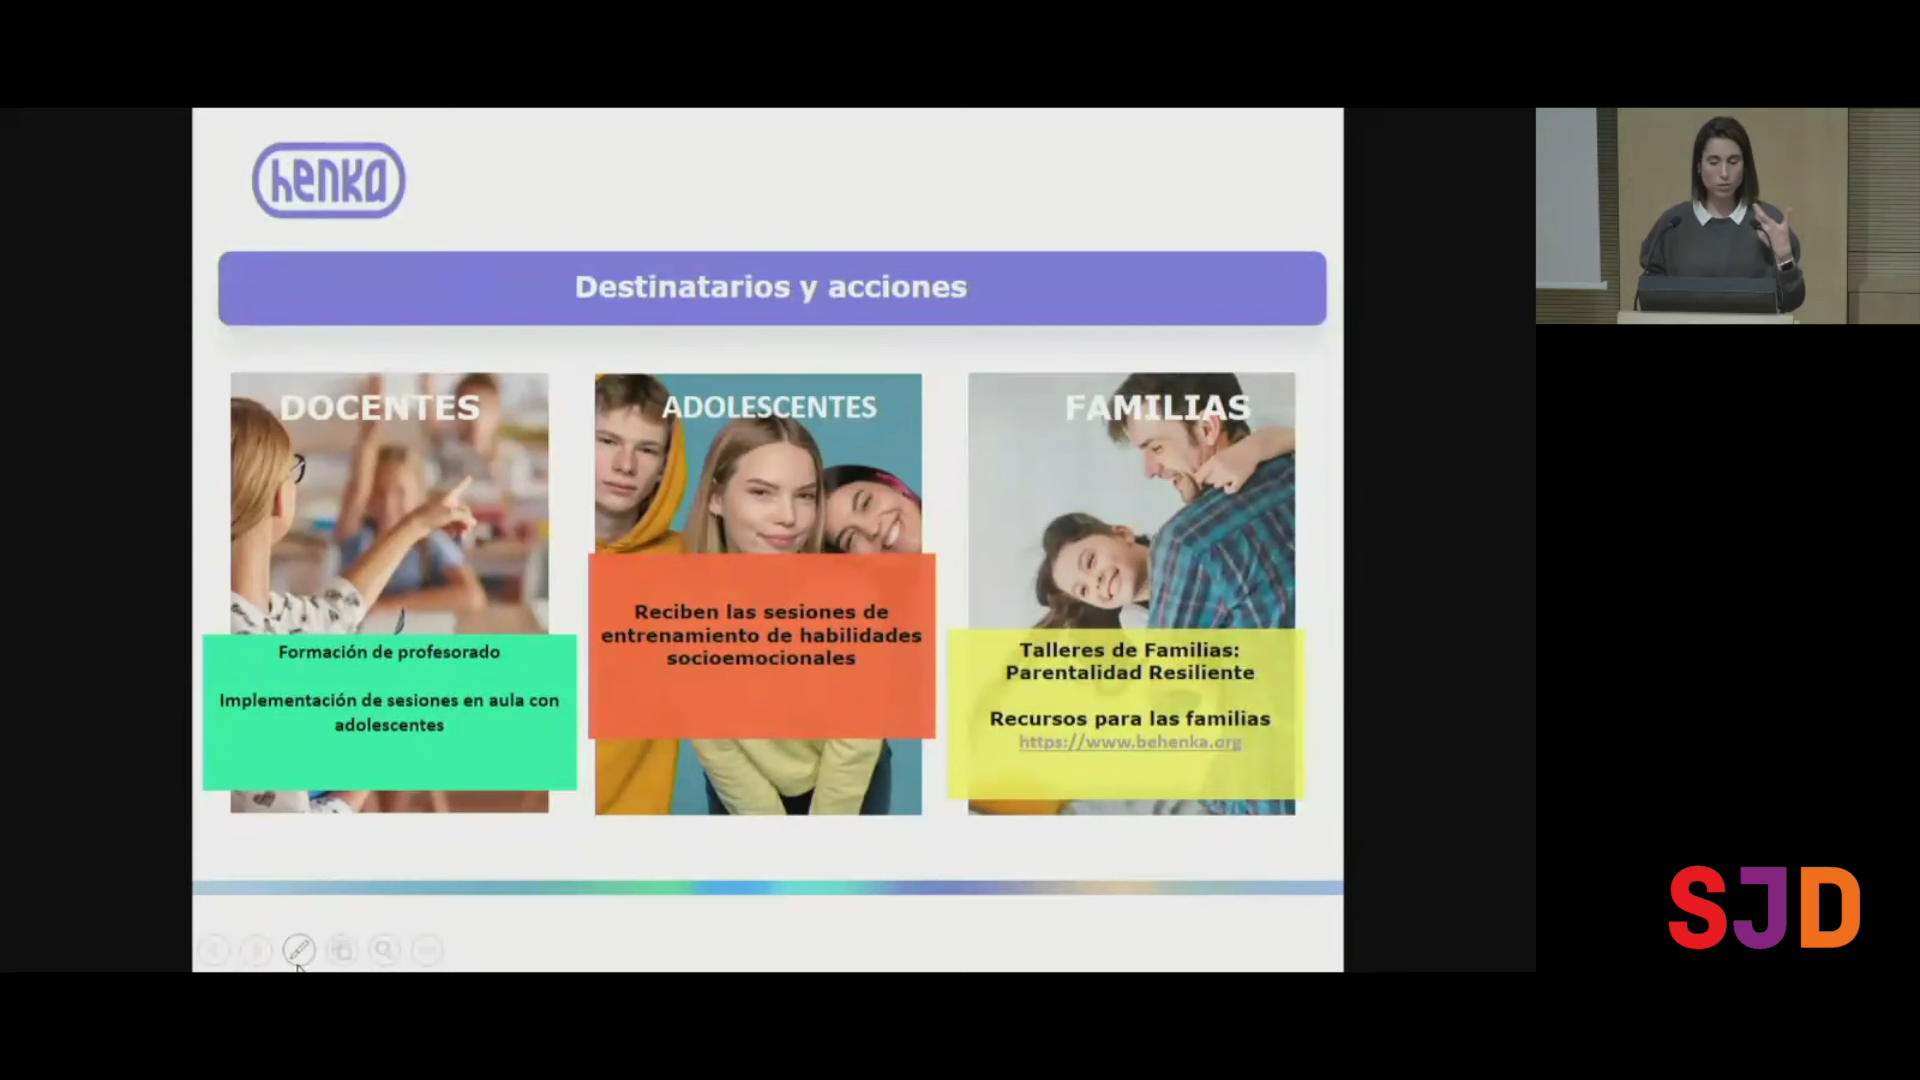 henka
Destinatarios y acciones
DOCENTES
Formación de profesorado
Implementación de sesiones en aula con
adolescentes
ADOLESCENTES
Reciben las sesiones de
entrenamiento de habilidades
socioemocionales
FAMILIAS
Talleres de Familias:
Parentalidad Resiliente
Recursos para las familias
https://www.behenka.org
SJD